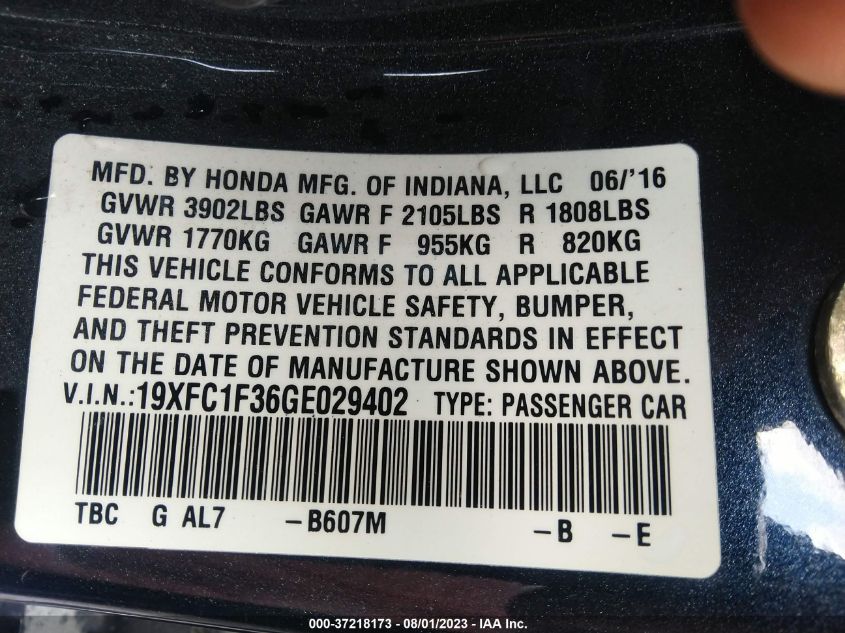 MFD. BY HONDA MFG. OF INDIANA, LLC 06/'16
GVWR 3902LBS GAWR F 2105LBS R 1808LBS
GVWR 1770KG GAWR F 955KG R 820KG
THIS VEHICLE CONFORMS TO ALL APPLICABLE
FEDERAL MOTOR VEHICLE SAFETY, BUMPER,
AND THEFT PREVENTION STANDARDS IN EFFECT
ON THE DATE OF MANUFACTURE SHOWN ABOVE.
V.I.N.:19XFC1F36GE029402 TYPE: PASSENGER CAR
TBC G AL7 -B607M -B -E
000-37218173 - 08/01/2023 - IAA Inc.